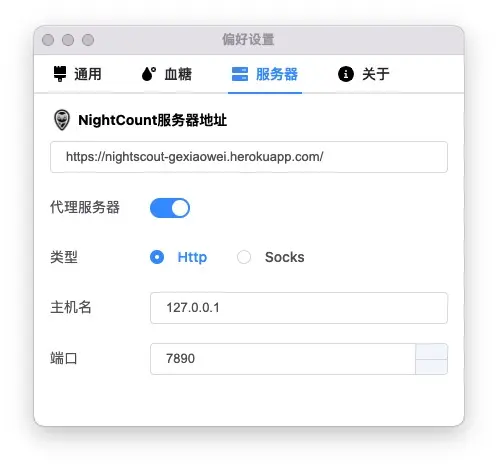 偏好设置
通用 血糖 服务器 关于
NightCount服务器地址
https://nightscout-gexiaowei.herokuapp.com/
代理服务器
类型 Http Socks
主机名 127.0.0.1
端口 7890